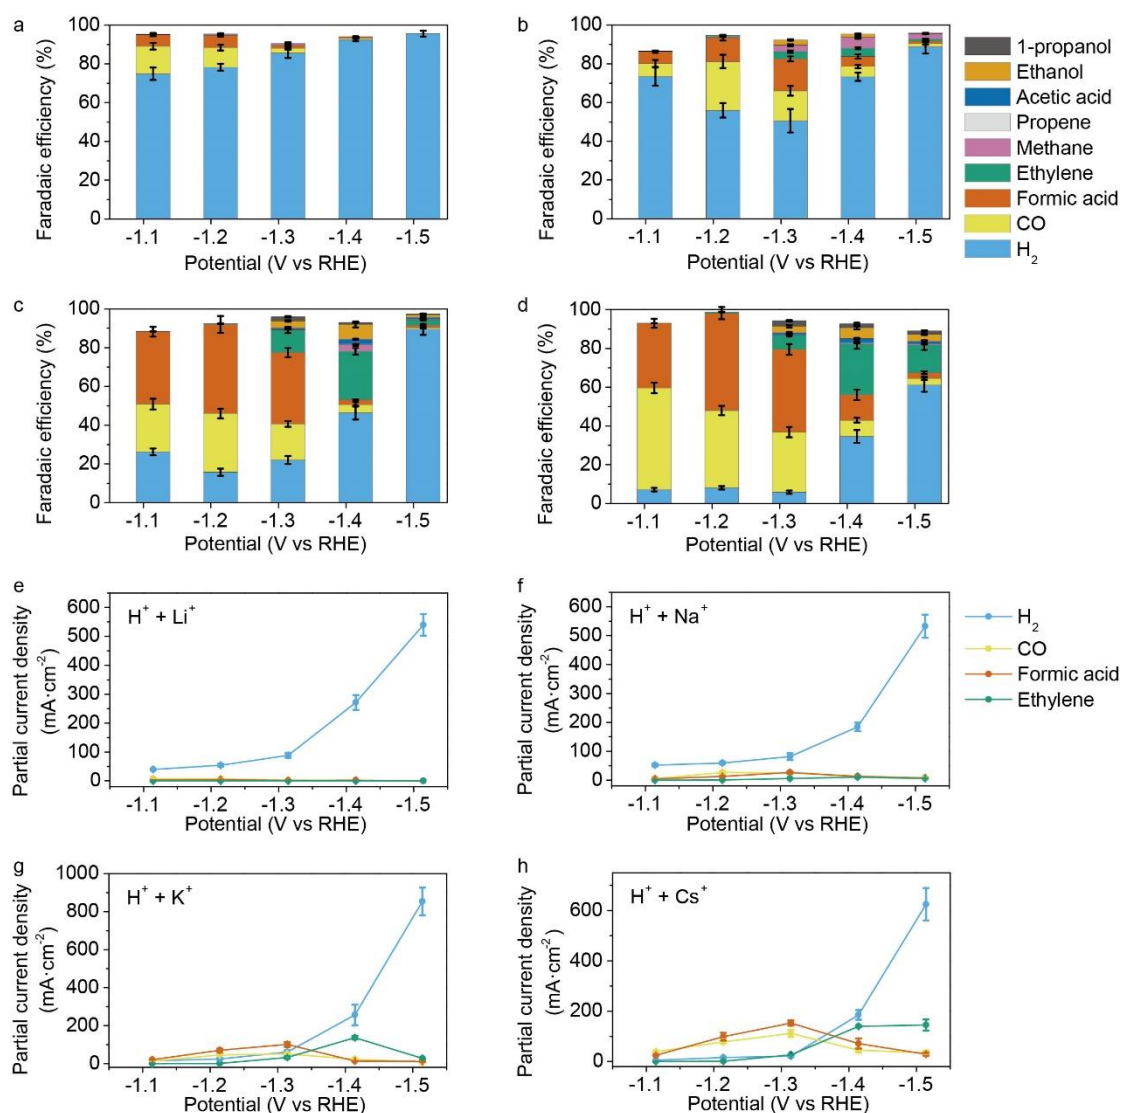 a
100
80
60
40
20
0
Faradaic efficiency (%)
-1.1 -1.2 -1.3 -1.4 -1.5
Potential (V vs RHE)
b
100
80
60
40
20
0
Faradaic efficiency (%)
-1.1 -1.2 -1.3 -1.4 -1.5
Potential (V vs RHE)
1-propanol
Ethanol
Acetic acid
Propene
Methane
Ethylene
Formic acid
CO
H₂
c
100
80
60
40
20
0
Faradaic efficiency (%)
-1.1 -1.2 -1.3 -1.4 -1.5
Potential (V vs RHE)
d
100
80
60
40
20
0
Faradaic efficiency (%)
-1.1 -1.2 -1.3 -1.4 -1.5
Potential (V vs RHE)
e
H⁺ + Li⁺
600
500
400
300
200
100
0
Partial current density
(mA·cm⁻²)
-1.1 -1.2 -1.3 -1.4 -1.5
Potential (V vs RHE)
f
H⁺ + Na⁺
600
500
400
300
200
100
0
Partial current density
(mA·cm⁻²)
-1.1 -1.2 -1.3 -1.4 -1.5
Potential (V vs RHE)
H₂
CO
Formic acid
Ethylene
g
H⁺ + K⁺
1000
800
600
400
200
0
Partial current density
(mA·cm⁻²)
-1.1 -1.2 -1.3 -1.4 -1.5
Potential (V vs RHE)
h
H⁺ + Cs⁺
600
400
200
0
Partial current density
(mA·cm⁻²)
-1.1 -1.2 -1.3 -1.4 -1.5
Potential (V vs RHE)